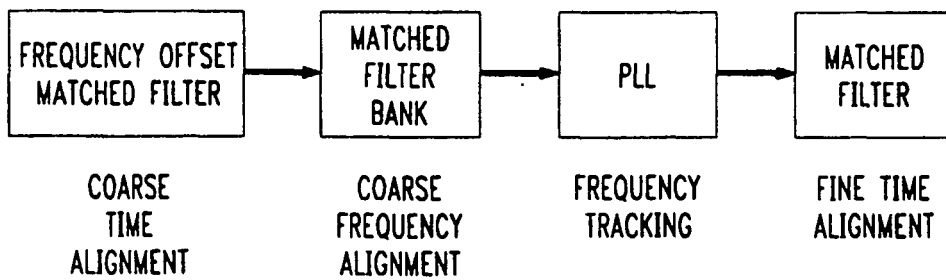 FREQUENCY OFFSET
MATCHED FILTER
MATCHED
FILTER
BANK
PLL
MATCHED
FILTER
COARSE
TIME
ALIGNMENT
COARSE
FREQUENCY
ALIGNMENT
FREQUENCY
TRACKING
FINE TIME
ALIGNMENT